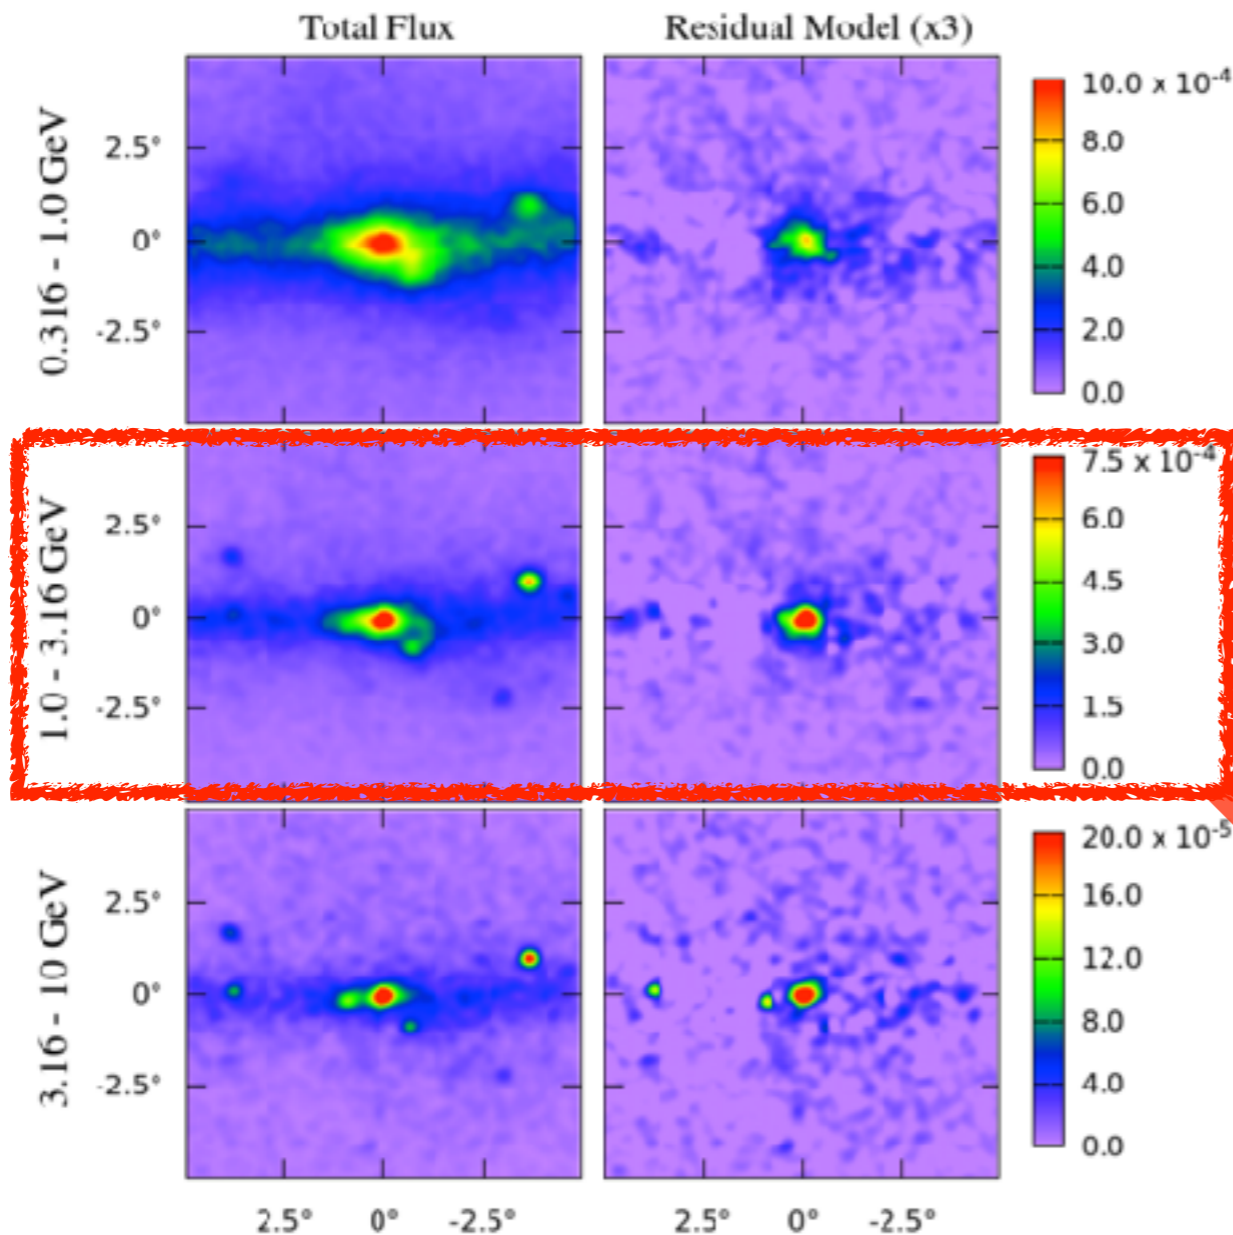 Total Flux
Residual Model (x3)
0.316 - 1.0 GeV
2.5°
0°
-2.5°
10.0 x 10-4
8.0
6.0
4.0
2.0
0.0
1.0 - 3.16 GeV
2.5°
0°
-2.5°
7.5 x 10-4
6.0
4.5
3.0
1.5
0.0
3.16 - 10 GeV
2.5°
0°
-2.5°
20.0 x 10-5
16.0
12.0
8.0
4.0
0.0
2.5° 0° -2.5°
2.5° 0° -2.5°